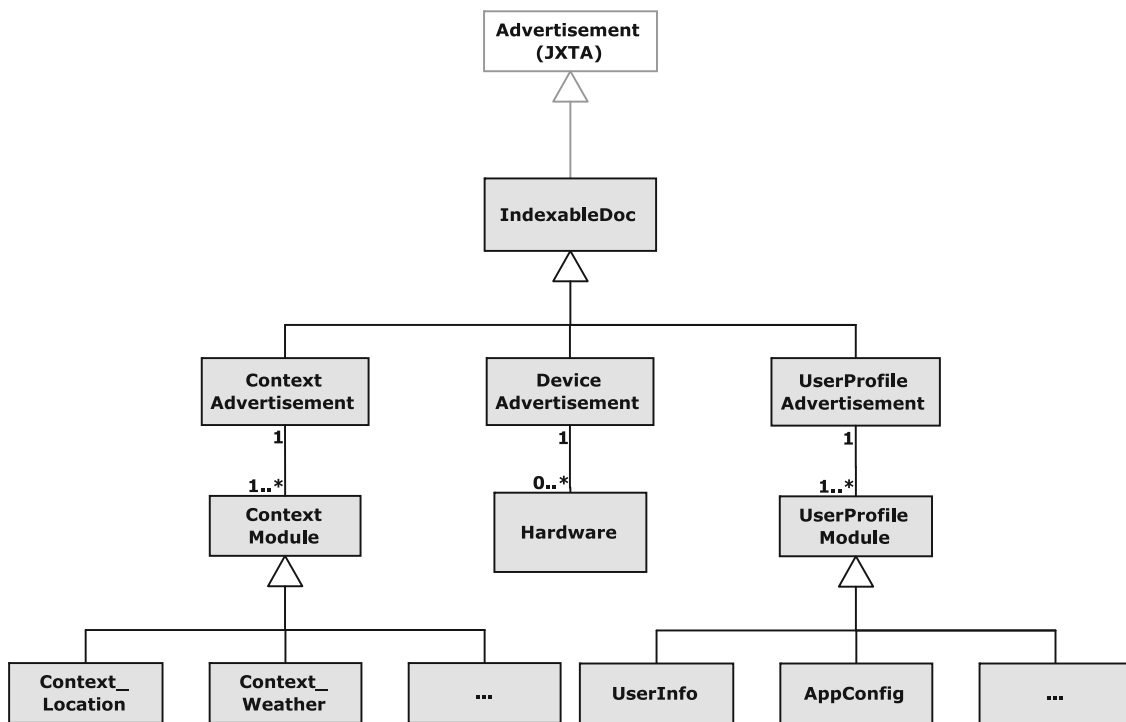 Advertisement
(JXTA)
IndexableDoc
Context
Advertisement
Device
Advertisement
UserProfile
Advertisement
1
1
1
1..*
0..*
1..*
Context
Module
Hardware
UserProfile
Module
Context_
Location
Context_
Weather
...
UserInfo
AppConfig
...